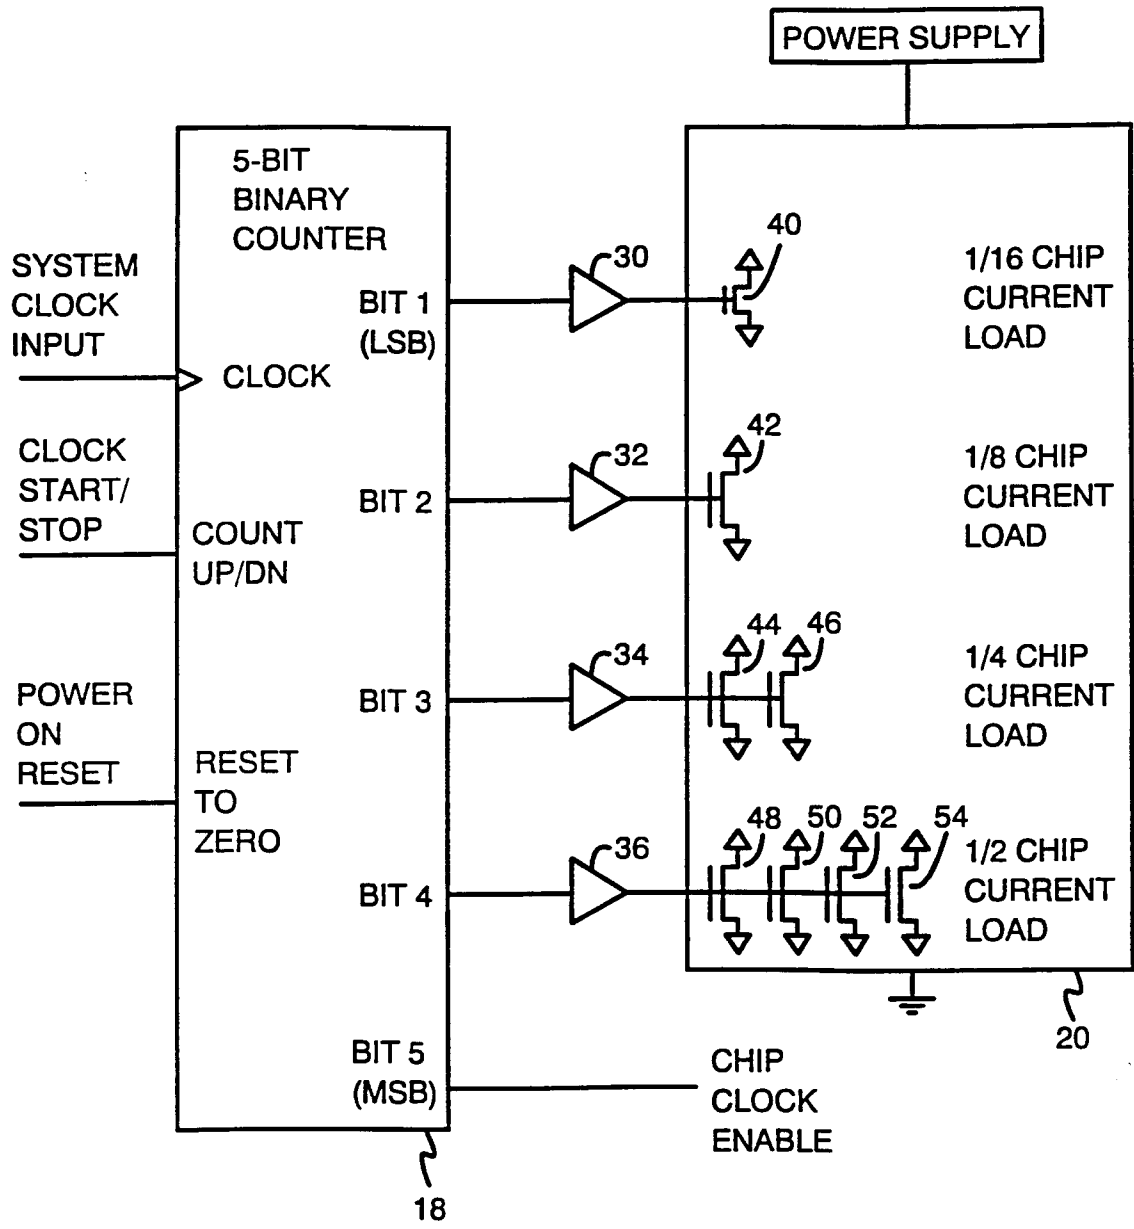 POWER SUPPLY
5-BIT
BINARY
COUNTER
SYSTEM
CLOCK
INPUT
CLOCK
CLOCK
START/
STOP
COUNT
UP/DN
POWER
ON
RESET
RESET
TO
ZERO
BIT 1
(LSB)
30
40
1/16 CHIP
CURRENT
LOAD
BIT 2
32
42
1/8 CHIP
CURRENT
LOAD
BIT 3
34
44
46
1/4 CHIP
CURRENT
LOAD
BIT 4
36
48
50
52
54
1/2 CHIP
CURRENT
LOAD
BIT 5
(MSB)
CHIP
CLOCK
ENABLE
20
18